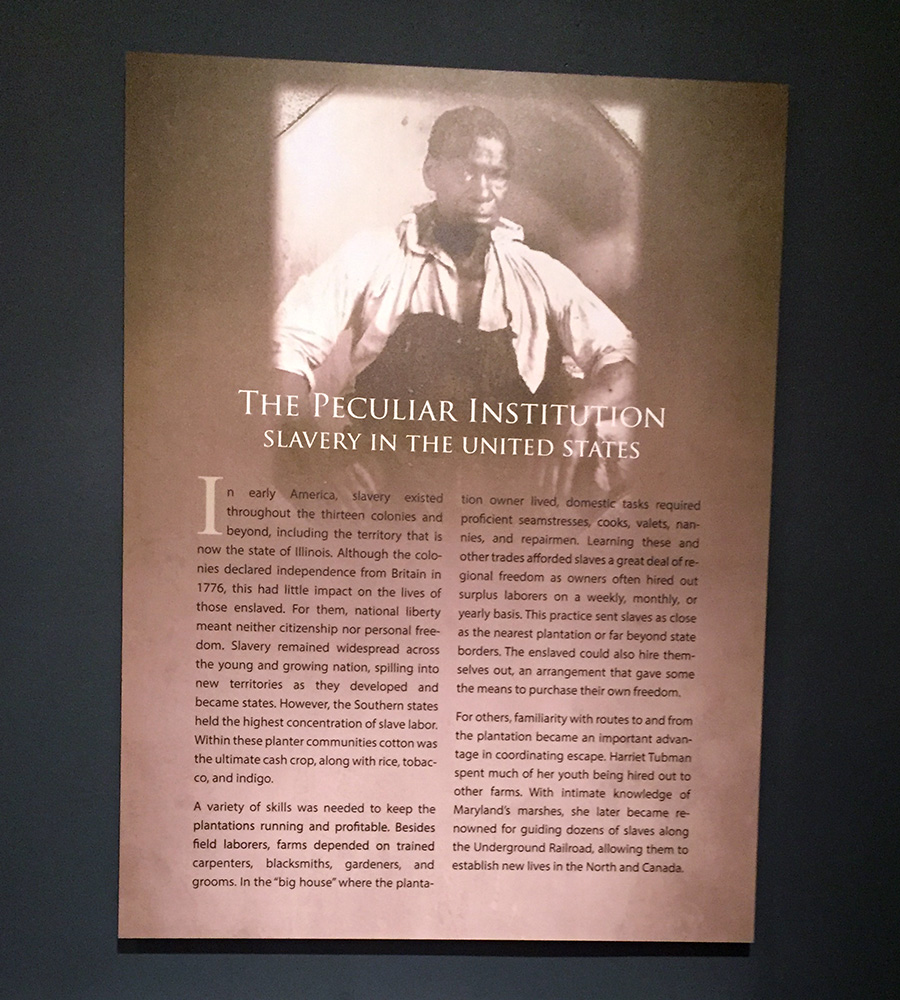 THE PECULIAR INSTITUTION
SLAVERY IN THE UNITED STATES
In early America, slavery existed
throughout the thirteen colonies and
beyond, including the territory that is
now the state of Illinois. Although the colo-
nies declared independence from Britain in
1776, this had little impact on the lives of
those enslaved. For them, national liberty
meant neither citizenship nor personal free-
dom. Slavery remained widespread across
the young and growing nation, spilling into
new territories as they developed and
became states. However, the Southern states
held the highest concentration of slave labor.
Within these planter communities cotton was
the ultimate cash crop, along with rice, tobac-
co, and indigo.
A variety of skills was needed to keep the
plantations running and profitable. Besides
field laborers, farms depended on trained
carpenters, blacksmiths, gardeners, and
grooms. In the "big house" where the planta-
tion owner lived, domestic tasks required
proficient seamstresses, cooks, valets, nan-
nies, and repairmen. Learning these and
other trades afforded slaves a great deal of re-
gional freedom as owners often hired out
surplus laborers on a weekly, monthly, or
yearly basis. This practice sent slaves as close
as the nearest plantation or far beyond state
borders. The enslaved could also hire them-
selves out, an arrangement that gave some
the means to purchase their own freedom.
For others, familiarity with routes to and from
the plantation became an important advan-
tage in coordinating escape. Harriet Tubman
spent much of her youth being hired out to
other farms. With intimate knowledge of
Maryland's marshes, she later became re-
nowned for guiding dozens of slaves along
the Underground Railroad, allowing them to
establish new lives in the North and Canada.